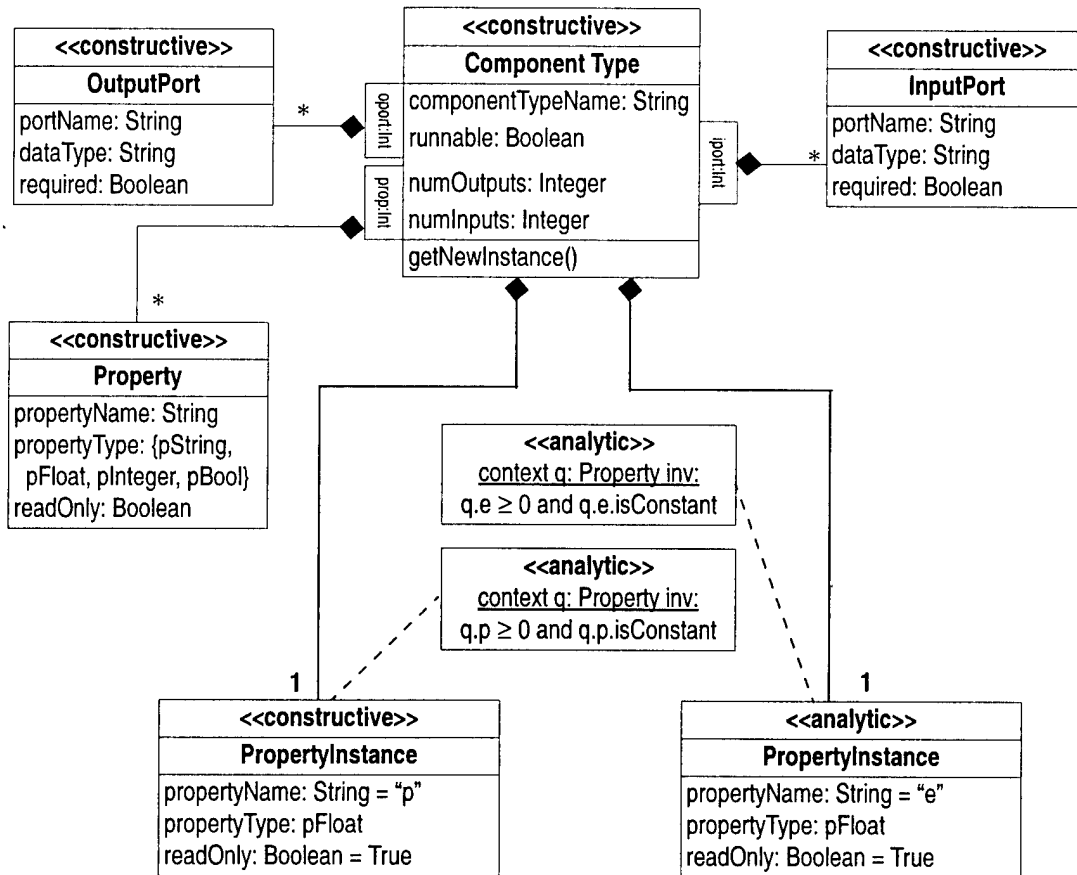 <<constructive>>
OutputPort
portName: String
dataType: String
required: Boolean
*
oport:Int
prop:Int
<<constructive>>
Component Type
componentTypeName: String
runnable: Boolean
numOutputs: Integer
numInputs: Integer
getNewInstance()
iport:Int
*
<<constructive>>
InputPort
portName: String
dataType: String
required: Boolean
*
<<constructive>>
Property
propertyName: String
propertyType: {pString,
pFloat, pInteger, pBool}
readOnly: Boolean
<<analytic>>
context q: Property inv:
q.e ≥ 0 and q.e.isConstant
<<analytic>>
context q: Property inv:
q.p ≥ 0 and q.p.isConstant
1
<<constructive>>
PropertyInstance
propertyName: String = “p”
propertyType: pFloat
readOnly: Boolean = True
1
<<analytic>>
PropertyInstance
propertyName: String = “e”
propertyType: pFloat
readOnly: Boolean = True